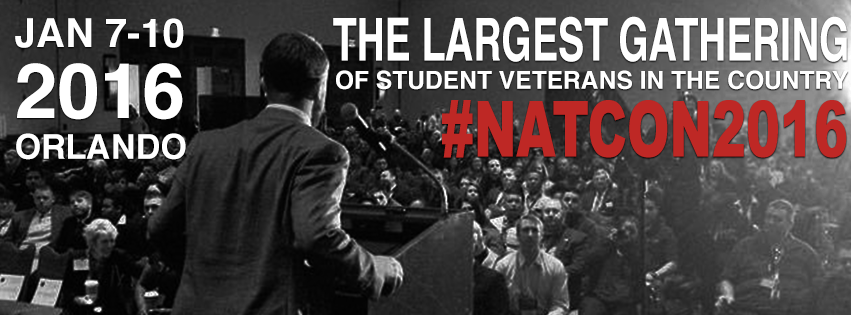 JAN 7-10
2016
ORLANDO
THE LARGEST GATHERING
OF STUDENT VETERANS IN THE COUNTRY
#NATCON2016